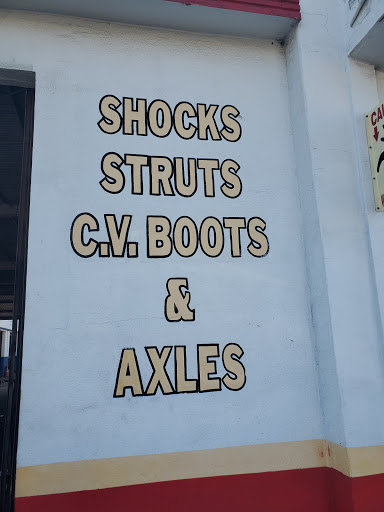 SHOCKS
STRUTS
C.V. BOOTS
&
AXLES